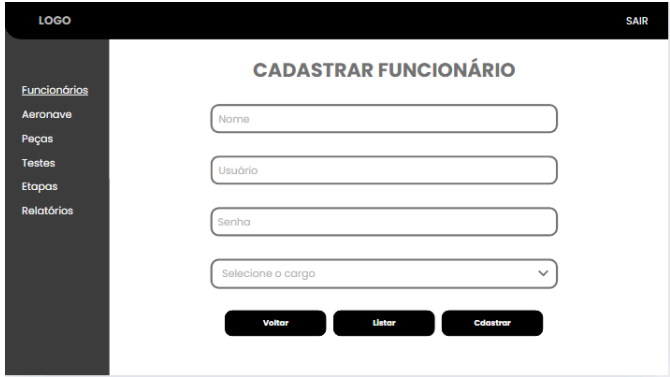 LOGO
SAIR
Funcionários
Aeronave
Peças
Testes
Etapas
Relatórios
CADASTRAR FUNCIONÁRIO
Nome
Usuário
Senha
Selecione o cargo
Voltar
Listar
Cdastrar